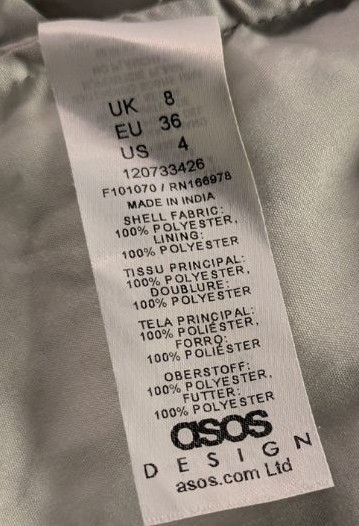 UK 8
EU 36
US 4
120733426
F101070 / RN166978
MADE IN INDIA
SHELL FABRIC:
100% POLYESTER,
LINING:
100% POLYESTER
TISSU PRINCIPAL:
100% POLYESTER,
DOUBLURE:
100% POLYESTER
TELA PRINCIPAL:
100% POLIÉSTER,
FORRO:
100% POLIÉSTER
OBERSTOFF:
100% POLYESTER,
FUTTER:
100% POLYESTER
asos
DESIGN
asos.com Ltd